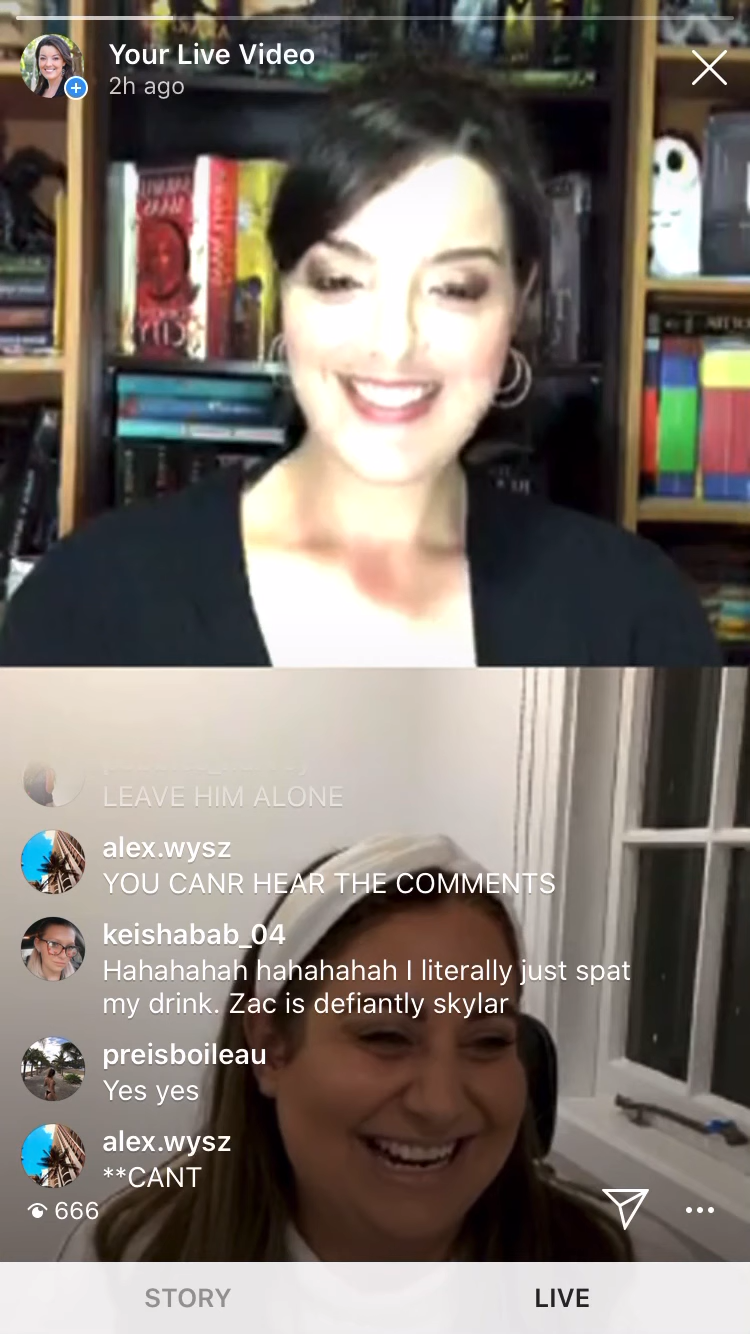 Your Live Video
2h ago
LEAVE HIM ALONE
alex.wysz
YOU CANR HEAR THE COMMENTS
keishabab_04
Hahahahah hahahahah I literally just spat
my drink. Zac is defiantly skylar
preisboileau
Yes yes
alex.wysz
**CANT
666
STORY
LIVE